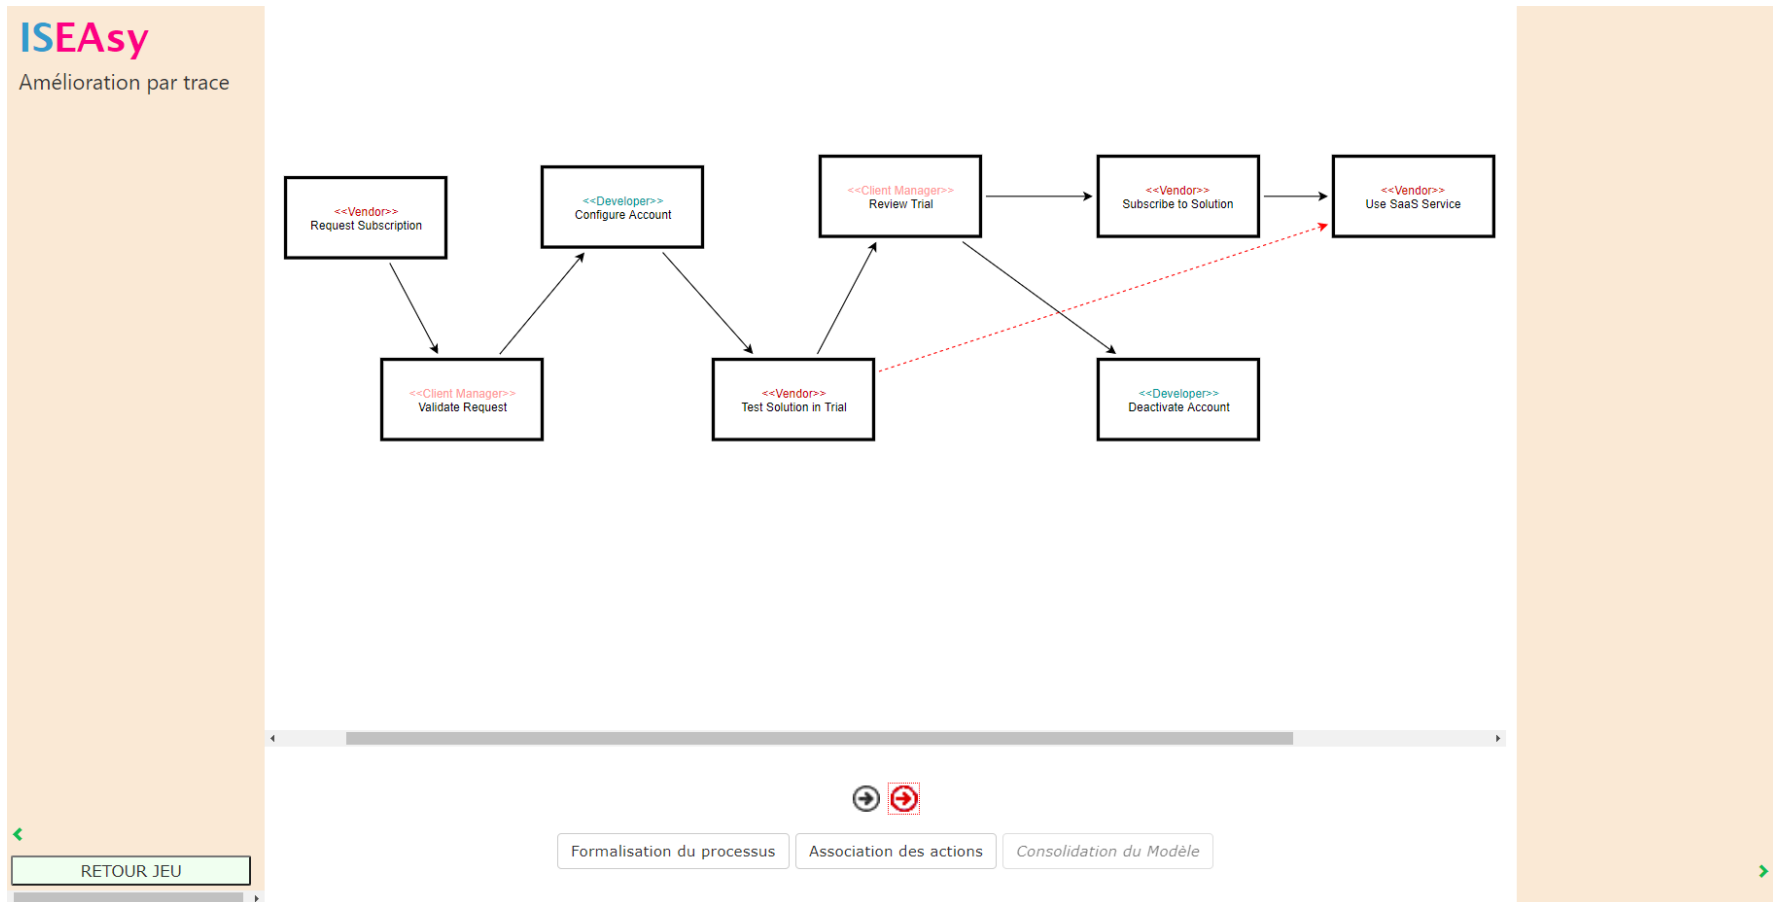 ISEAsy
Amélioration par trace
<<Vendor>>
Request Subscription
<<Developer>>
Configure Account
<<Client Manager>>
Review Trial
<<Vendor>>
Subscribe to Solution
<<Vendor>>
Use SaaS Service
<<Client Manager>>
Validate Request
<<Vendor>>
Test Solution in Trial
<<Developer>>
Deactivate Account
Formalisation du processus
Association des actions
Consolidation du Modèle
RETOUR JEU